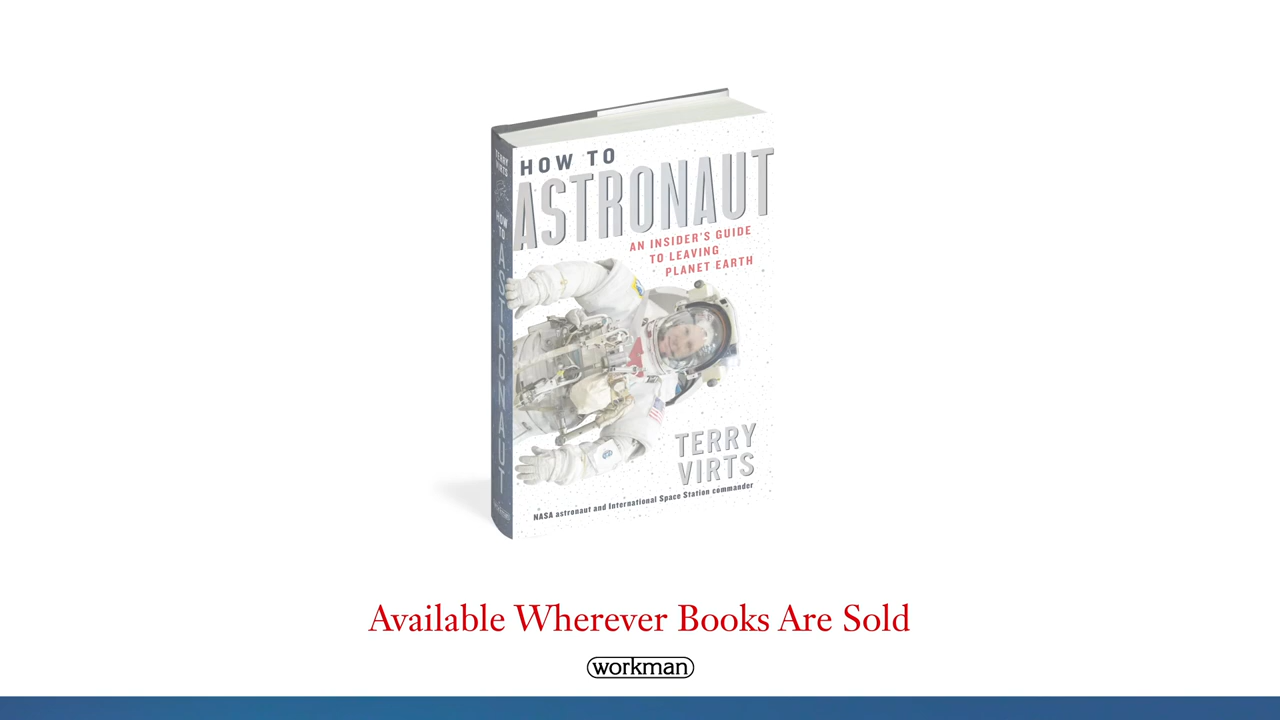 HOW TO
ASTRONAUT
AN INSIDER'S GUIDE
TO LEAVING
PLANET EARTH
TERRY
VIRTS
NASA astronaut and International Space Station commander
TERRY
VIRTS
HOW
TO
ASTRONAUT
Available Wherever Books Are Sold
workman